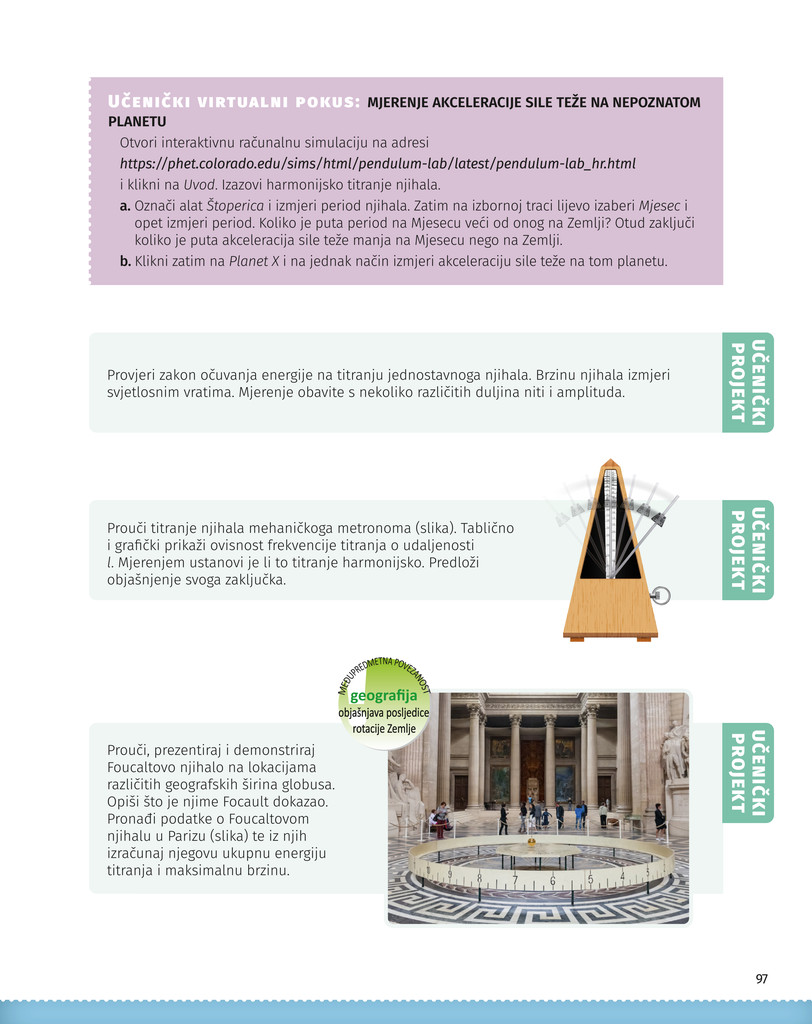 UČENIČKI VIRTUALNI POKUS: MJERENJE AKCELERACIJE SILE TEŽE NA NEPOZNATOM
PLANETU
Otvori interaktivnu računalnu simulaciju na adresi
https://phet.colorado.edu/sims/html/pendulum-lab/latest/pendulum-lab_hr.html
i klikni na Uvod. Izazovi harmonijsko titranje njihala.
a. Označi alat Štoperica i izmjeri period njihala. Zatim na izbornoj traci lijevo izaberi Mjesec i
opet izmjeri period. Koliko je puta period na Mjesecu veći od onog na Zemlji? Otud zaključi
koliko je puta akceleracija sile teže manja na Mjesecu nego na Zemlji.
b. Klikni zatim na Planet X i na jednak način izmjeri akceleraciju sile teže na tom planetu.
Provjeri zakon očuvanja energije na titranju jednostavnoga njihala. Brzinu njihala izmjeri
svjetlosnim vratima. Mjerenje obavite s nekoliko različitih duljina niti i amplituda.
UČENIČKI
PROJEKT
Prouči titranje njihala mehaničkoga metronoma (slika). Tablično
i grafički prikaži ovisnost frekvencije titranja o udaljenosti
l. Mjerenjem ustanovi je li to titranje harmonijsko. Predloži
objašnjenje svoga zaključka.
UČENIČKI
PROJEKT
MEĐUPREDMETNA POVEZANOST
geografija
objašnjava posljedice
rotacije Zemlje
Prouči, prezentiraj i demonstriraj
Foucaltovo njihalo na lokacijama
različitih geografskih širina globusa.
Opiši što je njime Focault dokazao.
Pronađi podatke o Foucaltovom
njihalu u Parizu (slika) te iz njih
izračunaj njegovu ukupnu energiju
titranja i maksimalnu brzinu.
9 8 7 6 5 4 3
UČENIČKI
PROJEKT
97